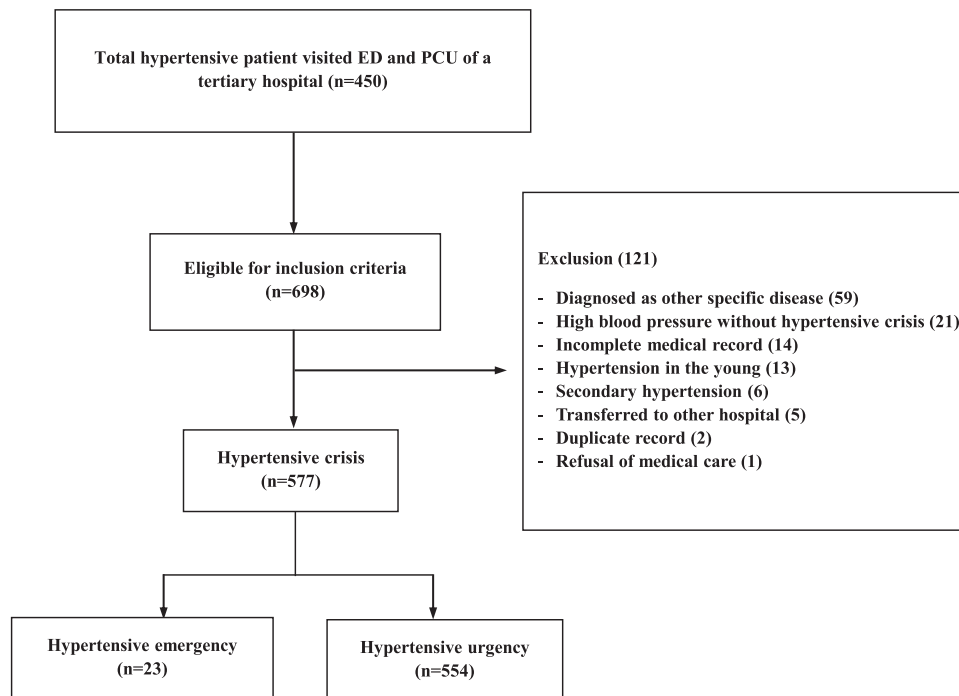 Total hypertensive patient visited ED and PCU of a
tertiary hospital (n=450)
Eligible for inclusion criteria
(n=698)
Exclusion (121)
- Diagnosed as other specific disease (59)
- High blood pressure without hypertensive crisis (21)
- Incomplete medical record (14)
- Hypertension in the young (13)
- Secondary hypertension (6)
- Transferred to other hospital (5)
- Duplicate record (2)
- Refusal of medical care (1)
Hypertensive crisis
(n=577)
Hypertensive emergency
(n=23)
Hypertensive urgency
(n=554)